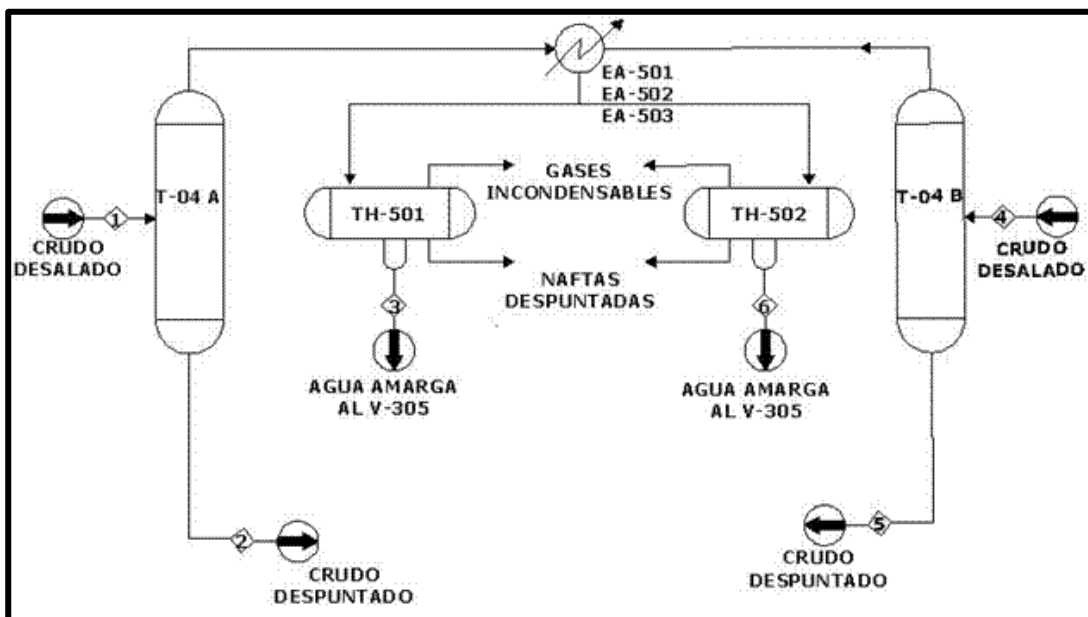 EA-501
EA-502
EA-503
T-04 A
GASES
INCONDENSABLES
T-04 B
TH-501
TH-502
1
4
CRUDO
DESALADO
CRUDO
DESALADO
NAFTAS
DESPUNTADAS
3
6
AGUA AMARGA
AL V-305
AGUA AMARGA
AL V-305
2
5
CRUDO
DESPUNTADO
CRUDO
DESPUNTADO